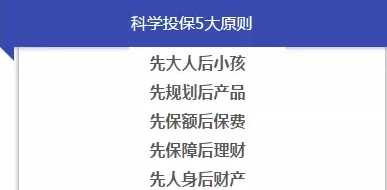 科学投保5大原则
先大人后小孩
先规划后产品
先保额后保费
先保障后理财
先人身后财产